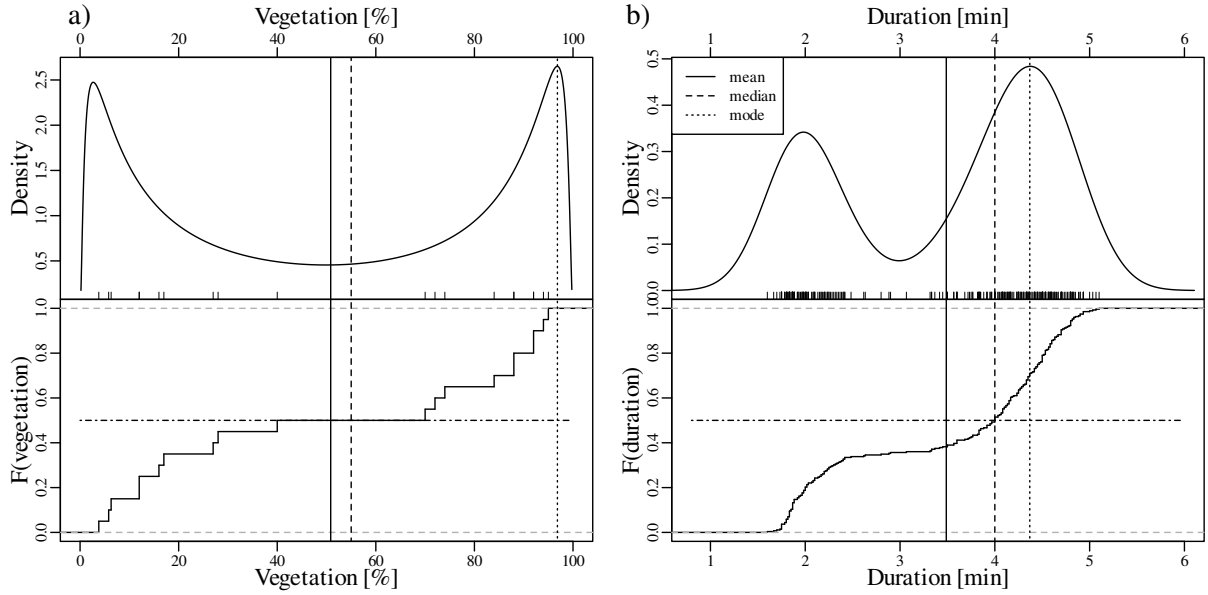 a)
Vegetation [%]
0 20 40 60 80 100
Density
0.5 1.0 1.5 2.0 2.5
F(vegetation)
0.0 0.2 0.4 0.6 0.8 1.0
0 20 40 60 80 100
Vegetation [%]
b)
Duration [min]
1 2 3 4 5 6
Density
0.0 0.1 0.2 0.3 0.4 0.5
mean
median
mode
F(duration)
0.0 0.2 0.4 0.6 0.8
1 2 3 4 5 6
Duration [min]